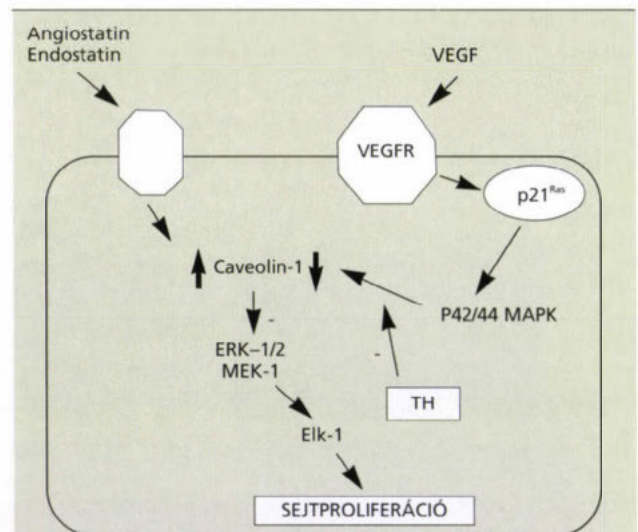 Angiostatin
Endostatin
VEGF
VEGFR
p21Ras
Caveolin-1
P42/44 MAPK
-
ERK–1/2
MEK-1
-
TH
Elk-1
SEJTPROLIFERÁCIÓ